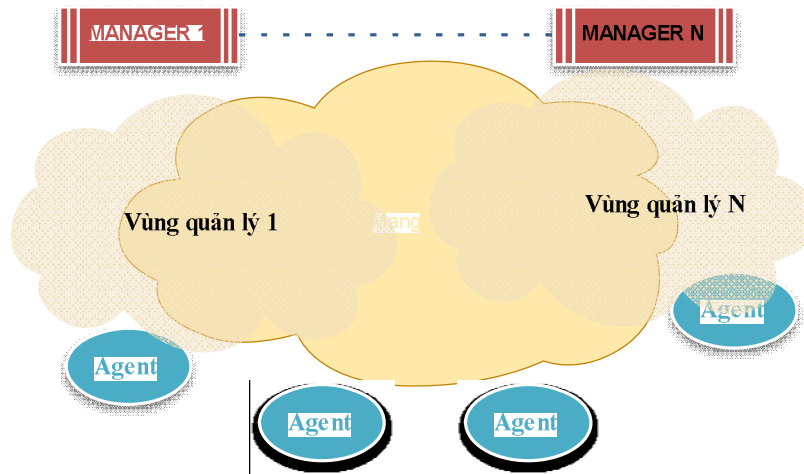 MANAGER 1
MANAGER N
Vùng quản lý 1
Vùng quản lý N
Agent
Agent
Agent
Agent